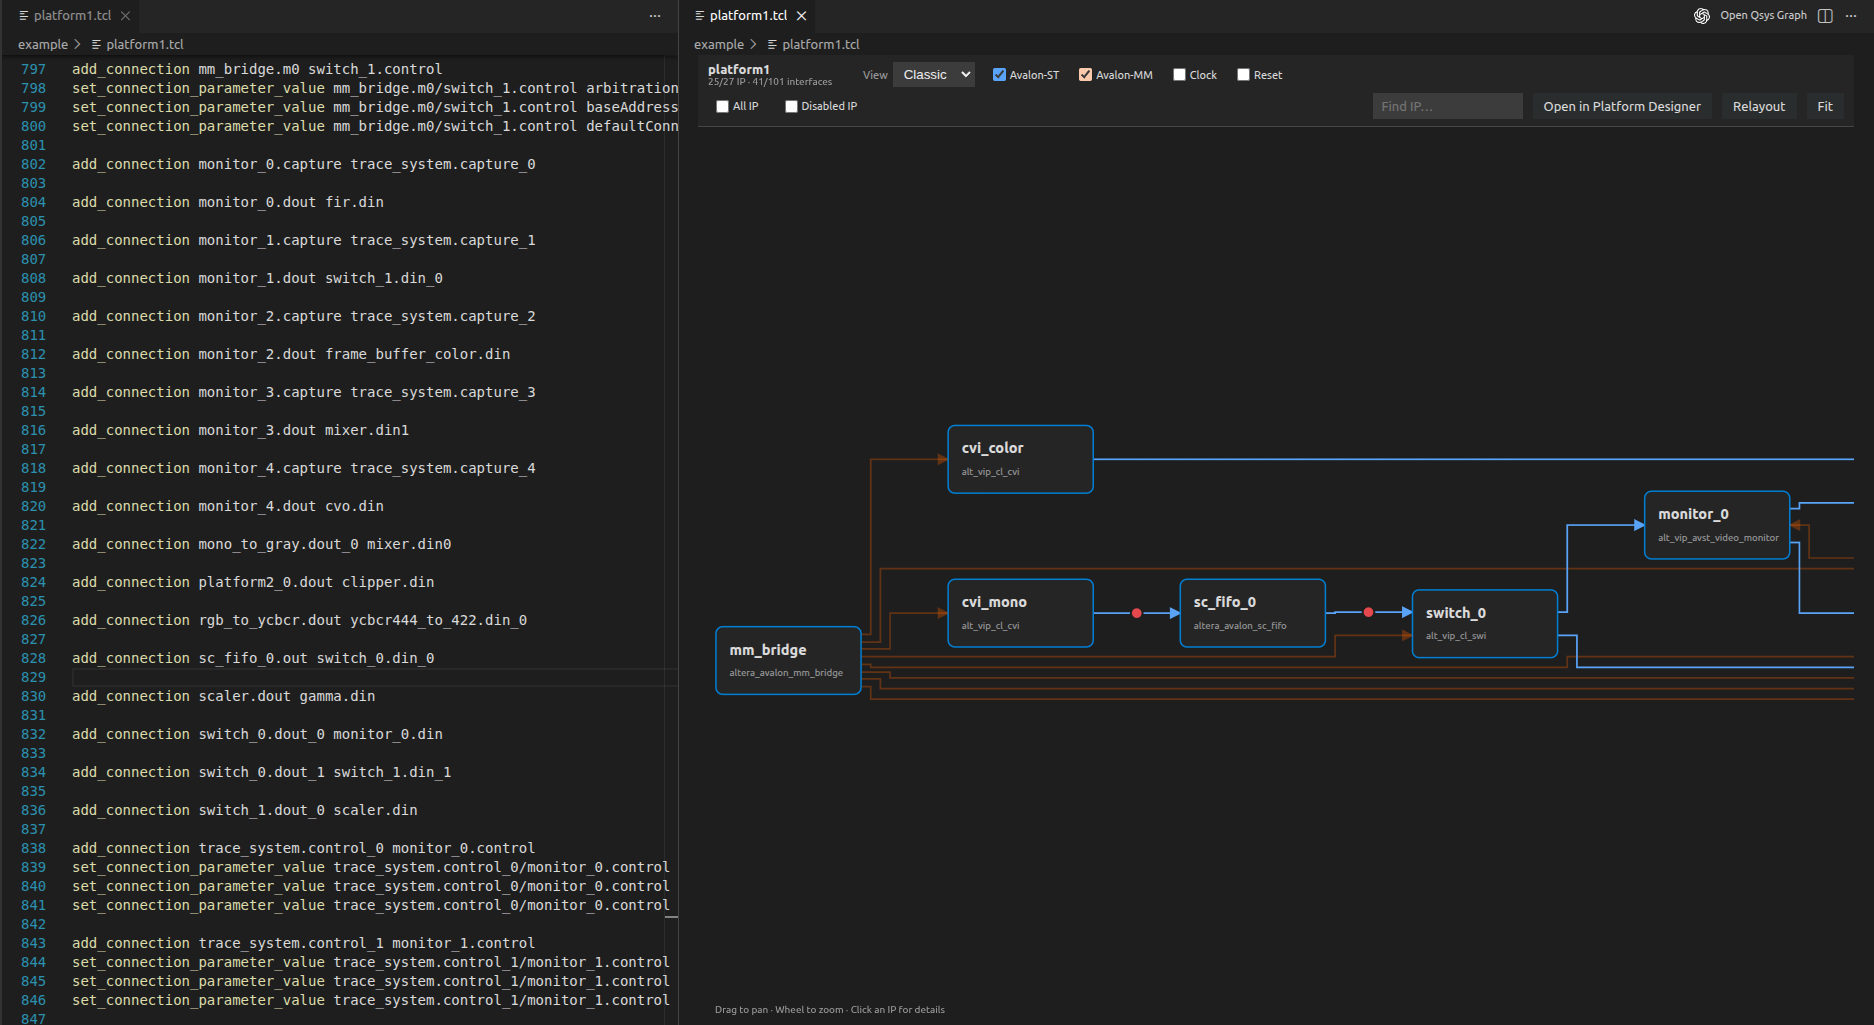 platform1.tcl
example > platform1.tcl
797 add_connection mm_bridge.m0 switch_1.control
798 set_connection_parameter_value mm_bridge.m0/switch_1.control arbitration
799 set_connection_parameter_value mm_bridge.m0/switch_1.control baseAddress
800 set_connection_parameter_value mm_bridge.m0/switch_1.control defaultConn
801
802 add_connection monitor_0.capture trace_system.capture_0
803
804 add_connection monitor_0.dout fir.din
805
806 add_connection monitor_1.capture trace_system.capture_1
807
808 add_connection monitor_1.dout switch_1.din_0
809
810 add_connection monitor_2.capture trace_system.capture_2
811
812 add_connection monitor_2.dout frame_buffer_color.din
813
814 add_connection monitor_3.capture trace_system.capture_3
815
816 add_connection monitor_3.dout mixer.din1
817
818 add_connection monitor_4.capture trace_system.capture_4
819
820 add_connection monitor_4.dout cvo.din
821
822 add_connection mono_to_gray.dout_0 mixer.din0
823
824 add_connection platform2_0.dout clipper.din
825
826 add_connection rgb_to_ycbcr.dout ycbcr444_to_422.din_0
827
828 add_connection sc_fifo_0.out switch_0.din_0
829
830 add_connection scaler.dout gamma.din
831
832 add_connection switch_0.dout_0 monitor_0.din
833
834 add_connection switch_0.dout_1 switch_1.din_1
835
836 add_connection switch_1.dout_0 scaler.din
837
838 add_connection trace_system.control_0 monitor_0.control
839 set_connection_parameter_value trace_system.control_0/monitor_0.control
840 set_connection_parameter_value trace_system.control_0/monitor_0.control
841 set_connection_parameter_value trace_system.control_0/monitor_0.control
842
843 add_connection trace_system.control_1 monitor_1.control
844 set_connection_parameter_value trace_system.control_1/monitor_1.control
845 set_connection_parameter_value trace_system.control_1/monitor_1.control
846 set_connection_parameter_value trace_system.control_1/monitor_1.control
847
platform1.tcl
Open Qsys Graph
example > platform1.tcl
platform1
25/27 IP · 41/101 interfaces
View Classic Avalon-ST Avalon-MM Clock Reset
All IP Disabled IP
Find IP... Open in Platform Designer Relayout Fit
cvi_color
alt_vip_cl_cvi
monitor_0
alt_vip_avst_video_monitor
cvi_mono
alt_vip_cl_cvi
sc_fifo_0
altera_avalon_sc_fifo
switch_0
alt_vip_cl_swi
mm_bridge
altera_avalon_mm_bridge
Drag to pan · Wheel to zoom · Click an IP for details